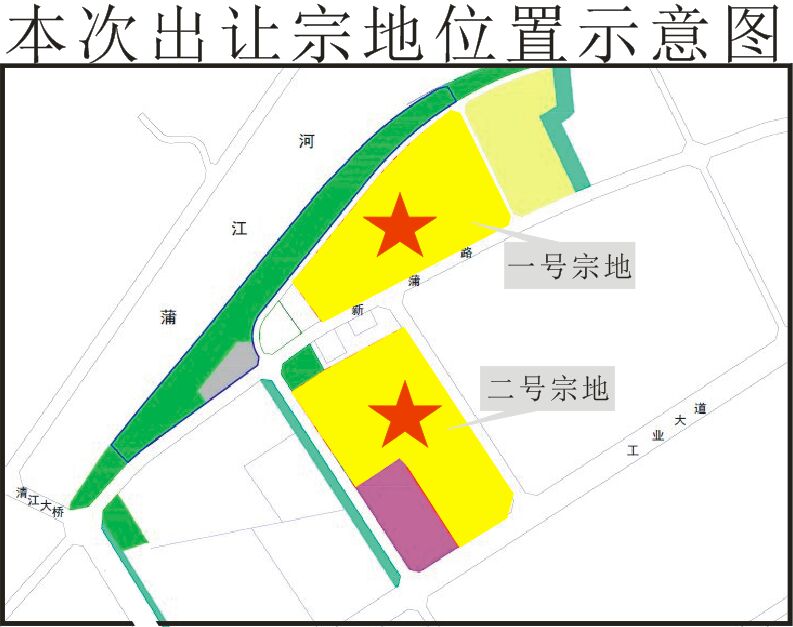 本次出让宗地位置示意图
河
江
蒲
一号宗地
新蒲路
二号宗地
工业大道
清江大桥